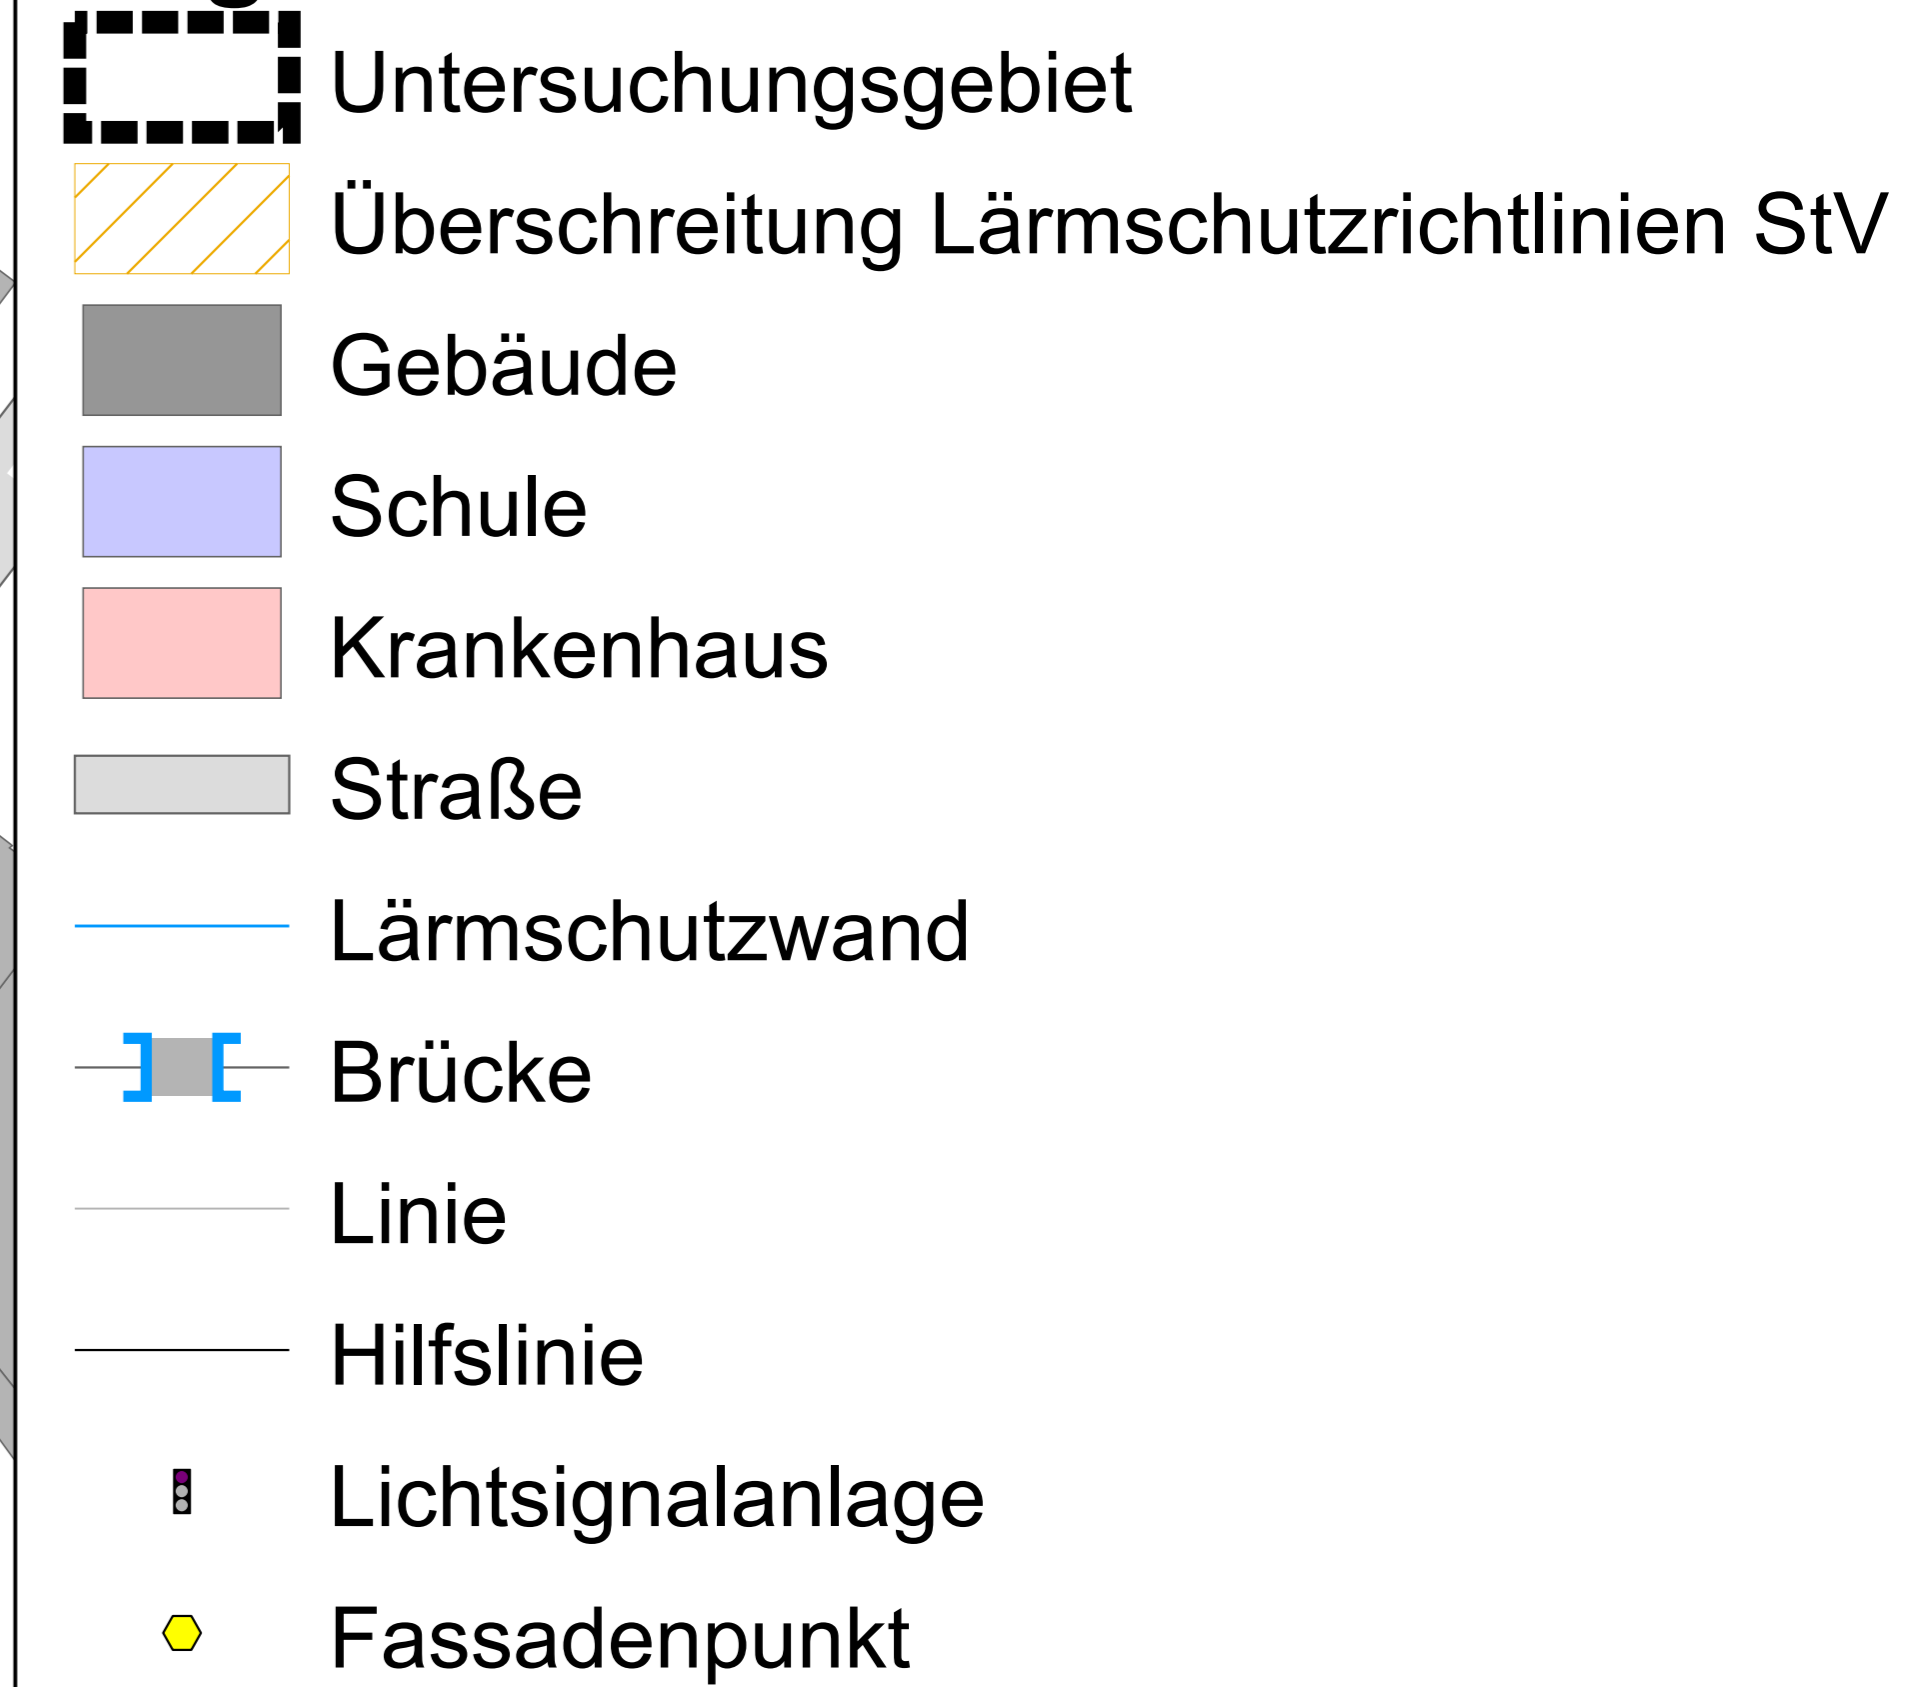 Untersuchungsgebiet
Überschreitung Lärmschutzrichtlinien StV
Gebäude
Schule
Krankenhaus
Straße
Lärmschutzwand
Brücke
Linie
Hilfslinie
Lichtsignalanlage
Fassadenpunkt